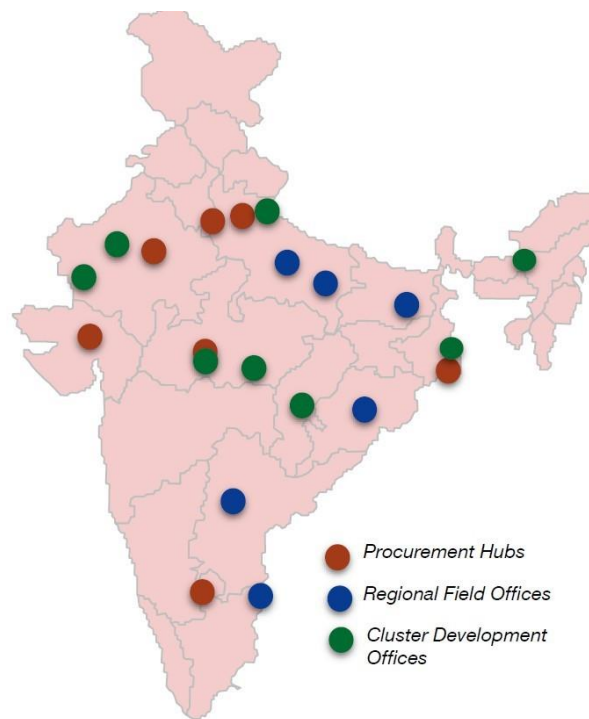 Procurement Hubs
Regional Field Offices
Cluster Development
Offices